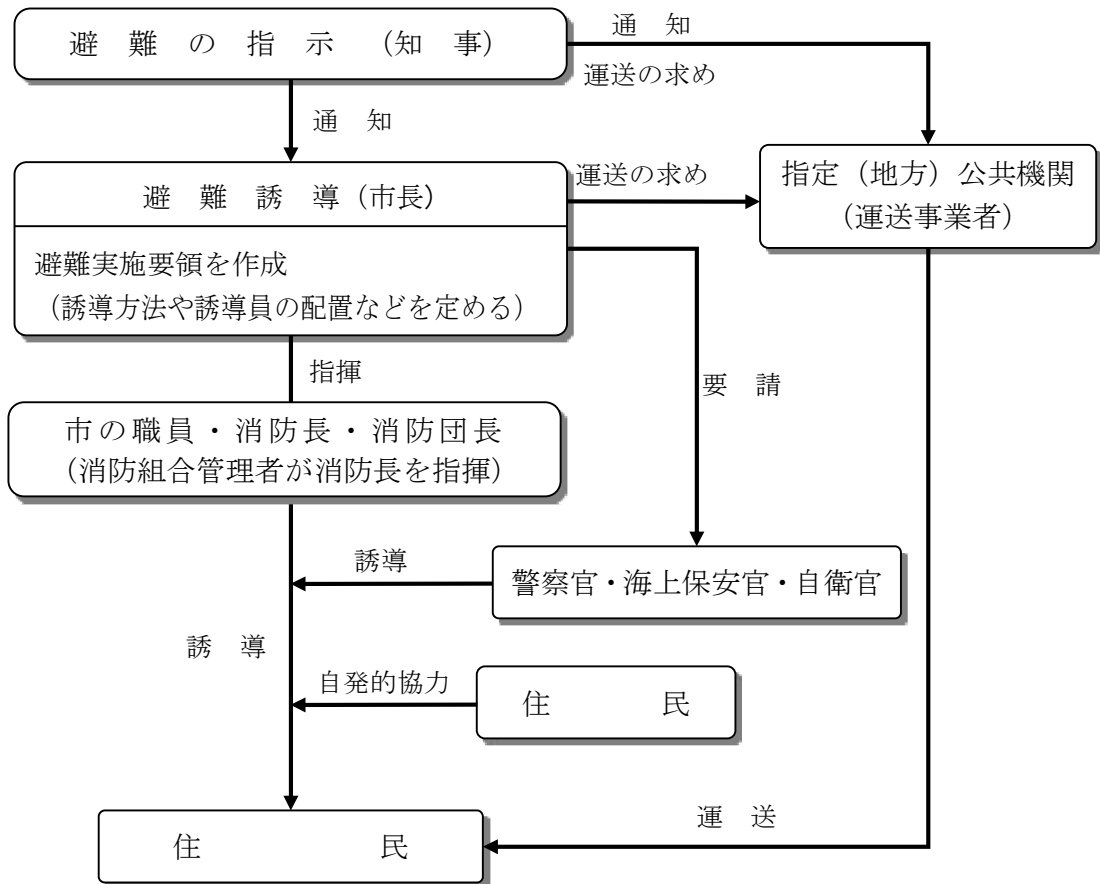 避難の指示（知事）
通知
運送の求め
通知
避難誘導（市長）
避難実施要領を作成
（誘導方法や誘導員の配置などを定める）
運送の求め
指定（地方）公共機関
（運送事業者）
指揮
要請
市の職員・消防長・消防団長
（消防組合管理者が消防長を指揮）
誘導
警察官・海上保安官・自衛官
誘導
自発的協力
住民
運送
住民